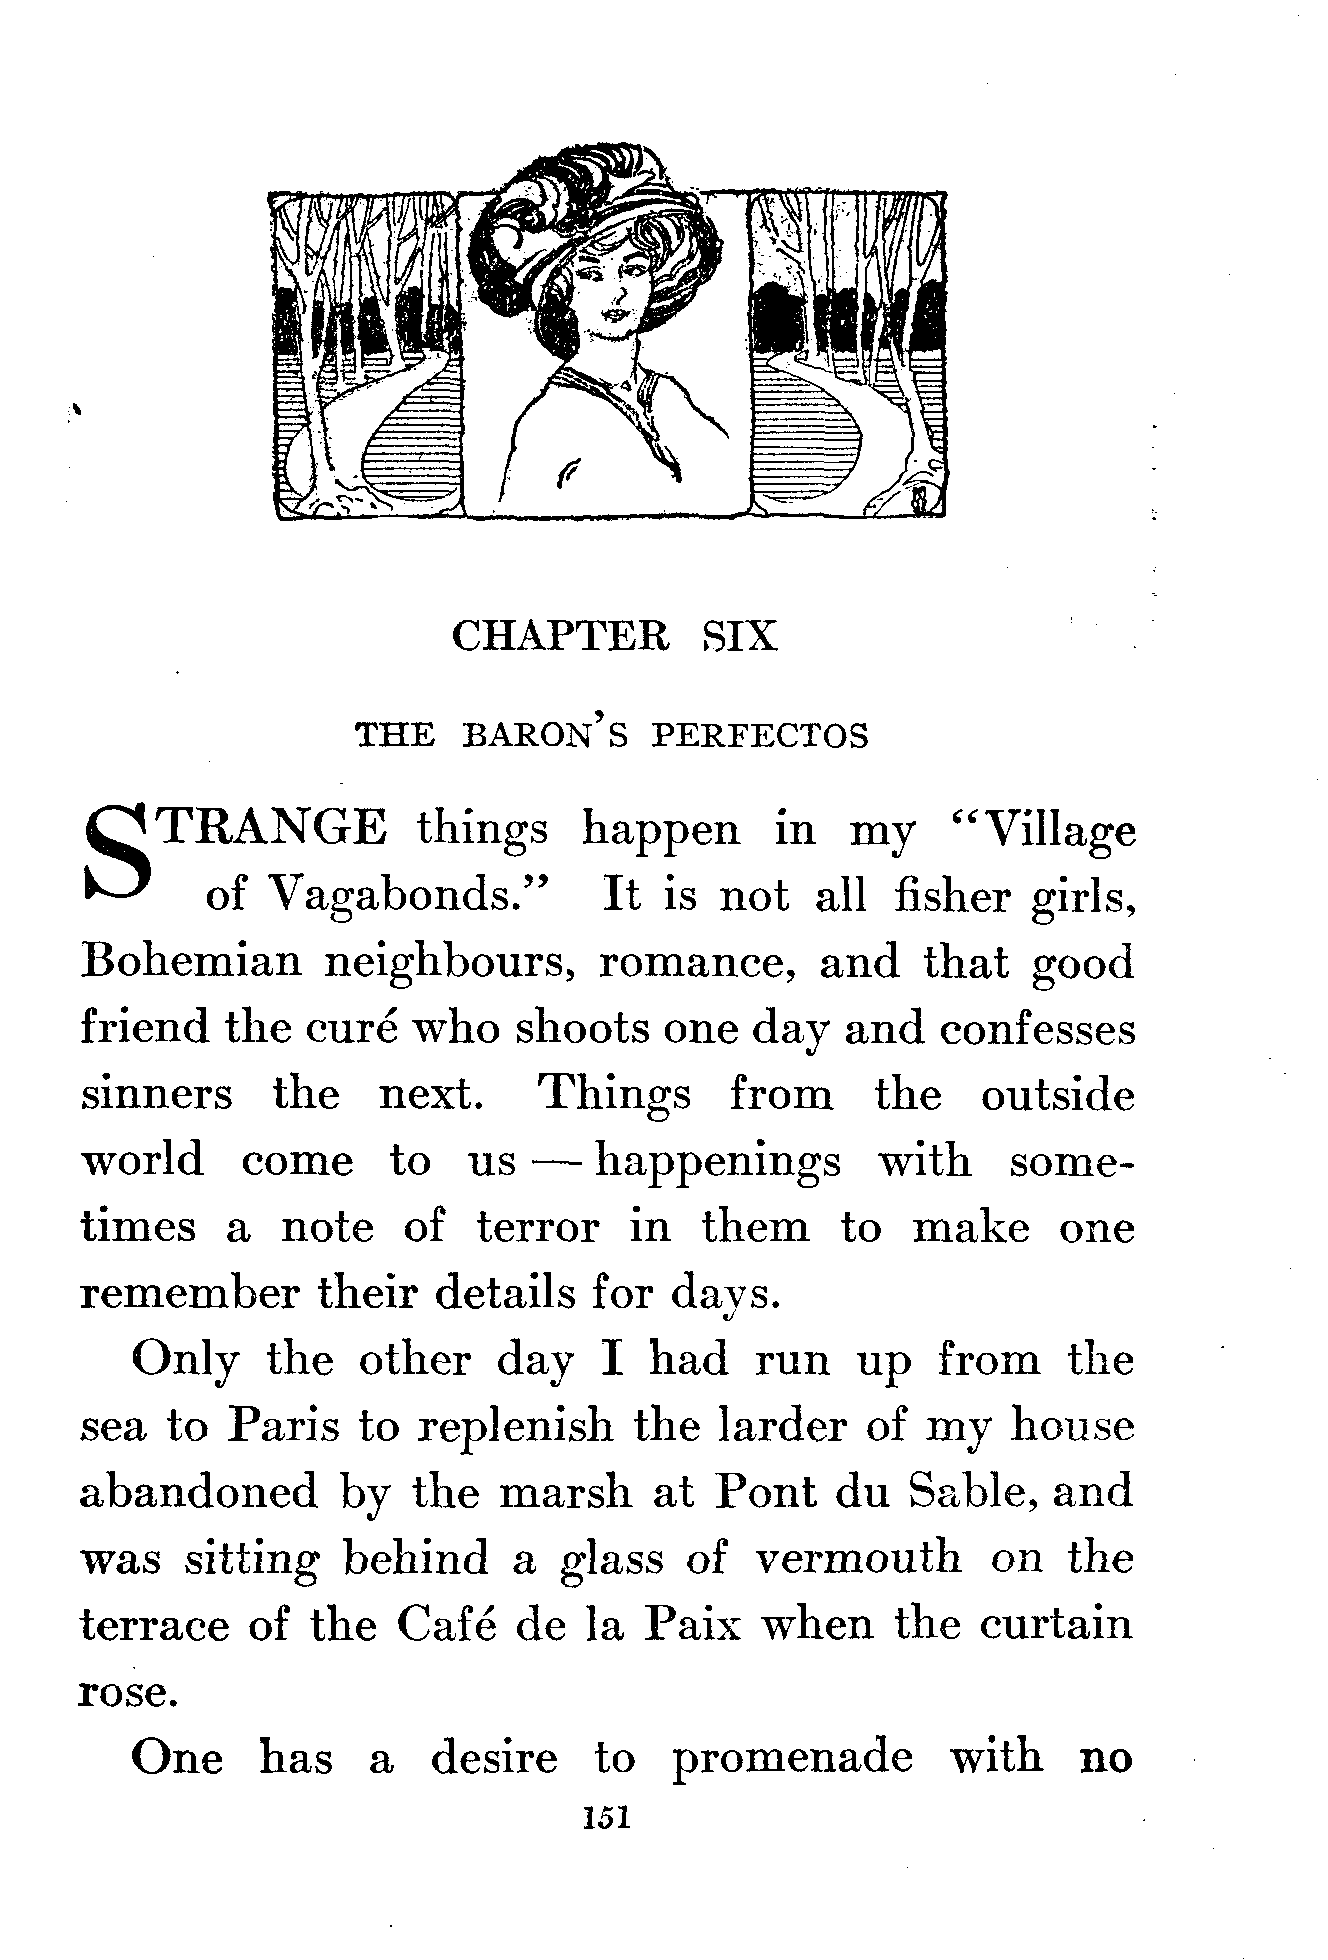 CHAPTER SIX
THE BARON'S PERFECTOS
STRANGE things happen in my “Village
of Vagabonds.” It is not all fisher girls,
Bohemian neighbours, romance, and that good
friend the curé who shoots one day and confesses
sinners the next. Things from the outside
world come to us — happenings with some-
times a note of terror in them to make one
remember their details for days.
Only the other day I had run up from the
sea to Paris to replenish the larder of my house
abandoned by the marsh at Pont du Sable, and
was sitting behind a glass of vermouth on the
terrace of the Café de la Paix when the curtain
rose.
One has a desire to promenade with no
151